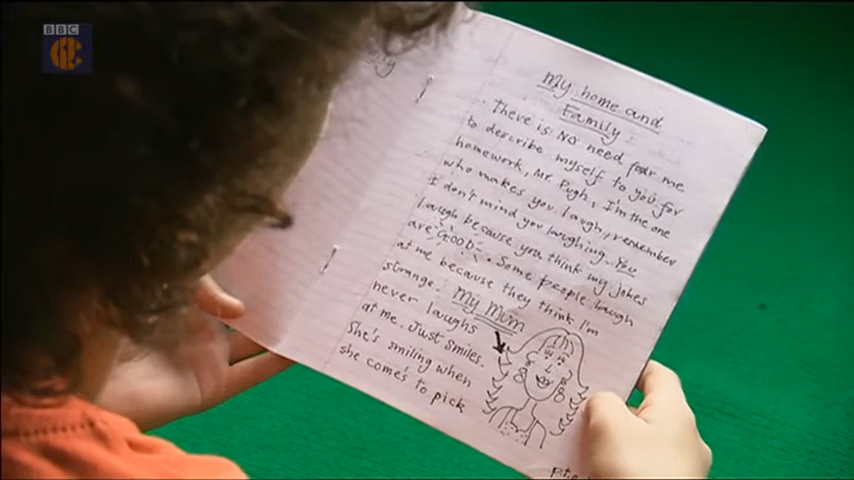 BBC
My home and
Family.
There is NO need for me
to describe myself to you for
homework, Mr. Pugh, I'm the one
who makes you laugh, remember
I don't mind you laughing. You
laugh because you think my jokes
are GOOD. Some people laugh
at me because they think I'm
strange. My Mum
never laughs
at me. Just smiles.
She's smiling when
she comes to pick